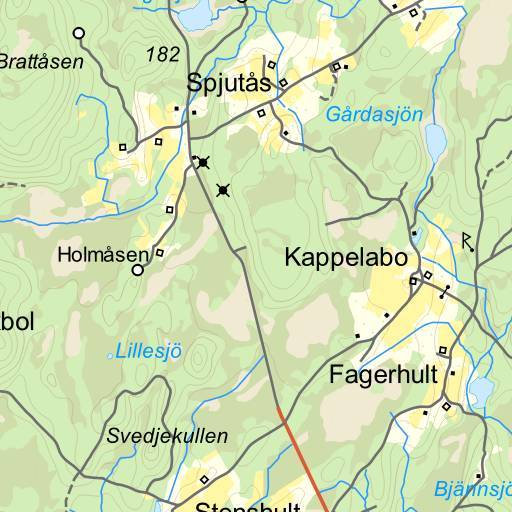 182
Brattåsen
Spjutås
Gårdasjön
Holmåsen
Kappelabo
bol
Lillesjö
Fagerhult
Svedjekullen
Bjännsjö